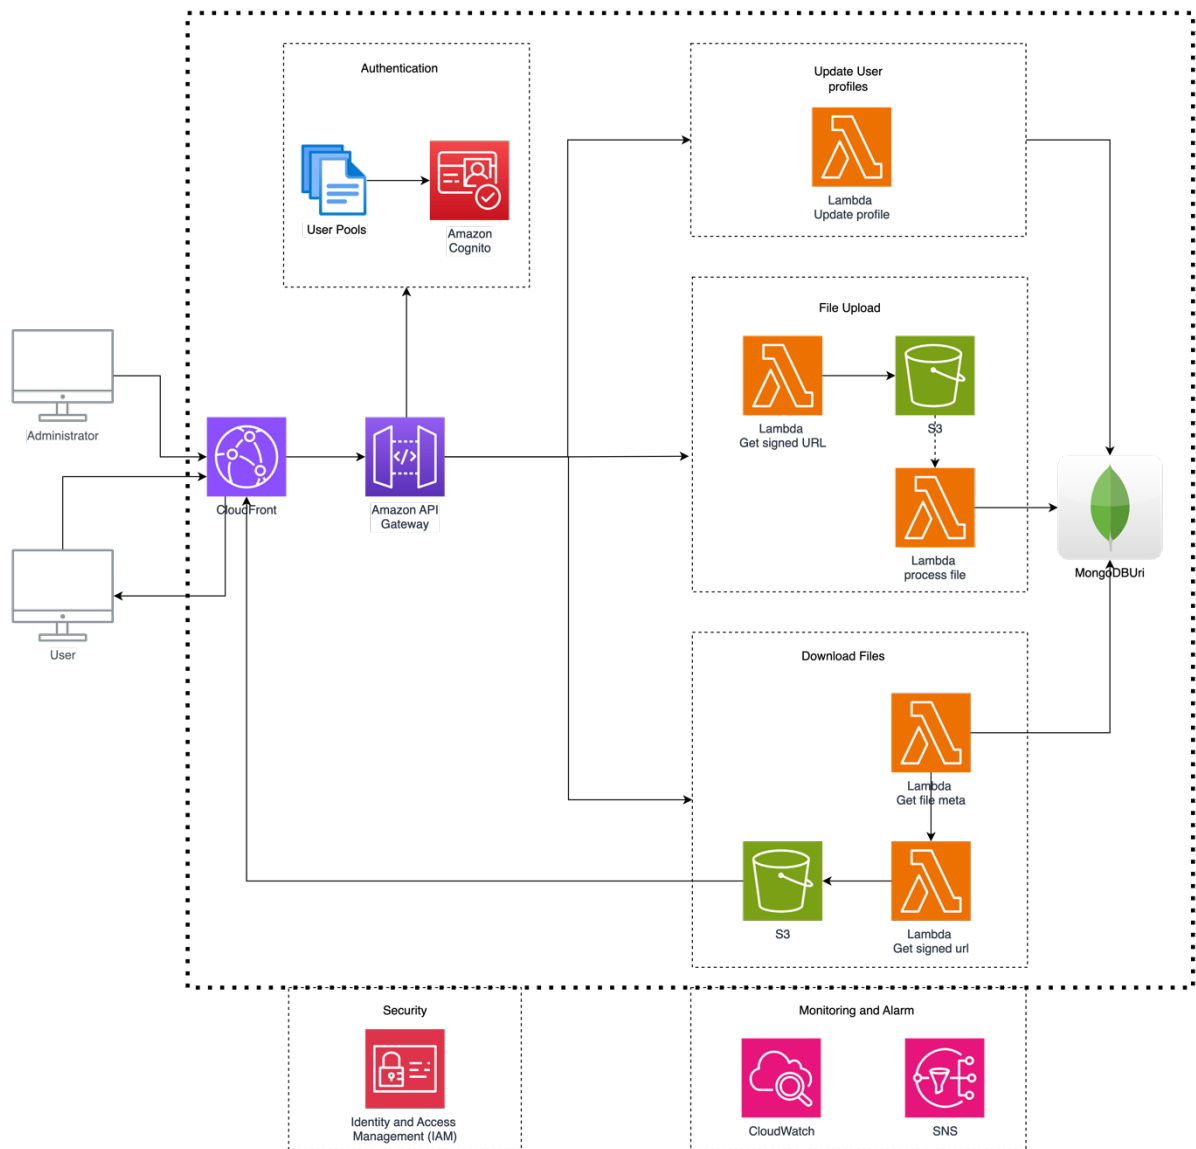 Authentication
User Pools
Amazon
Cognito
Update User
profiles
Lambda
Update profile
File Upload
Lambda
Get signed URL
S3
Lambda
process file
Administrator
CloudFront
Amazon API
Gateway
MongoDBUri
User
Download Files
Lambda
Get file meta
S3
Lambda
Get signed url
Security
Identity and Access
Management (IAM)
Monitoring and Alarm
CloudWatch
SNS